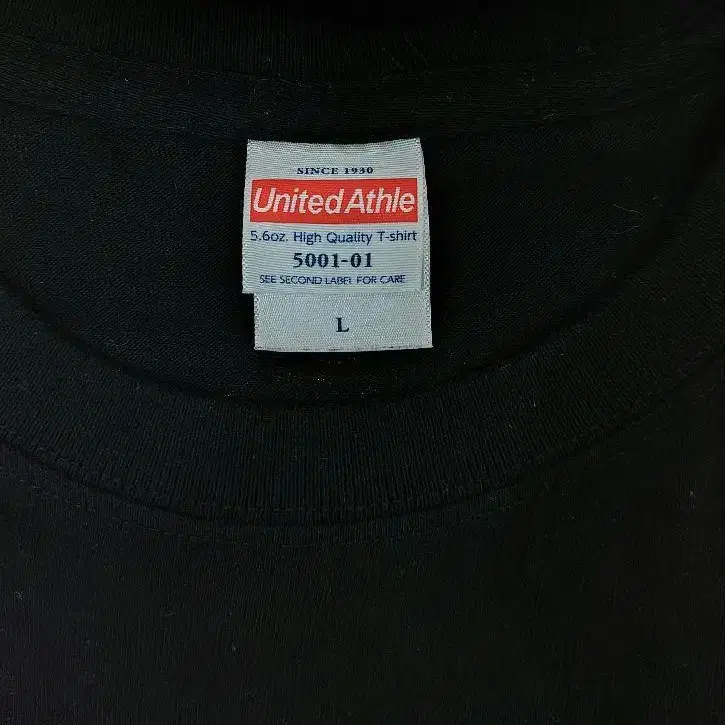 SINCE 1930
United Athle
5.6oz. High Quality T-shirt
5001-01
SEE SECOND LABEL FOR CARE
L